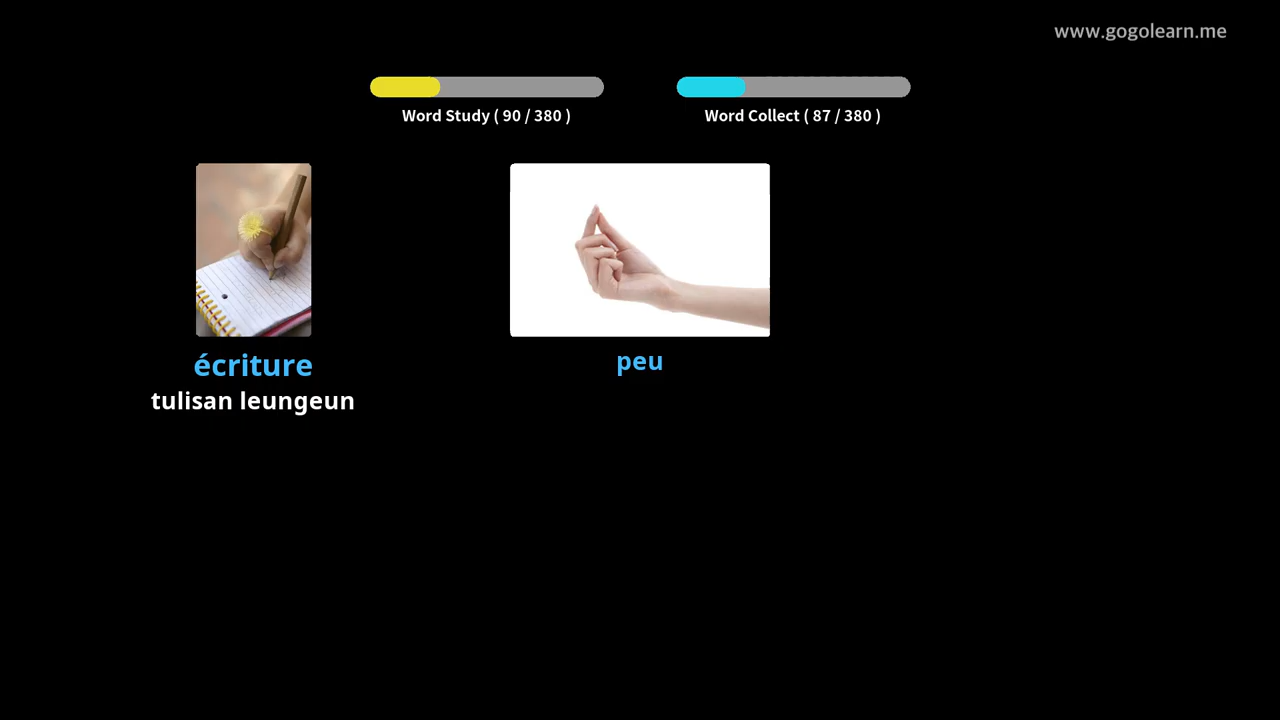 www.gogolearn.me
Word Study ( 90 / 380 )
Word Collect ( 87 / 380 )
écriture
tulisan leungeun
peu